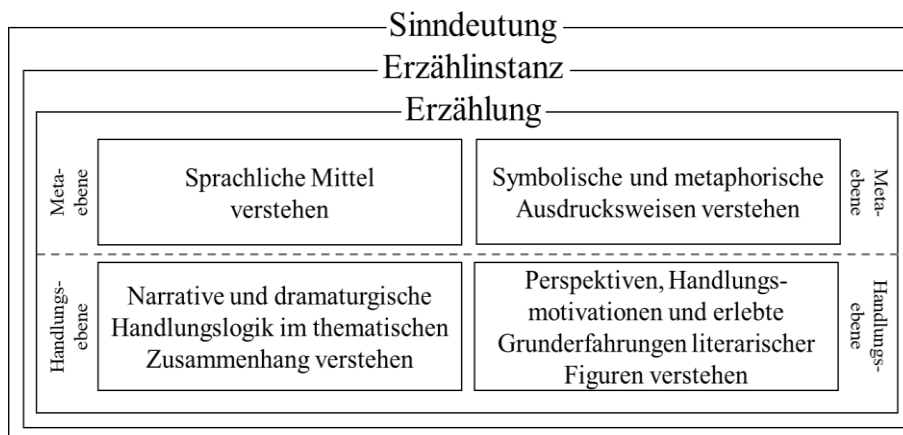 Sinndeutung
Erzählinstanz
Erzählung
Meta-
ebene
Sprachliche Mittel
verstehen
Symbolische und metaphorische
Ausdrucksweisen verstehen
Meta-
ebene
Handlungs-
ebene
Narrative und dramaturgische
Handlungslogik im thematischen
Zusammenhang verstehen
Perspektiven, Handlungs-
motivationen und erlebte
Grunderfahrungen literarischer
Figuren verstehen
Handlungs-
ebene